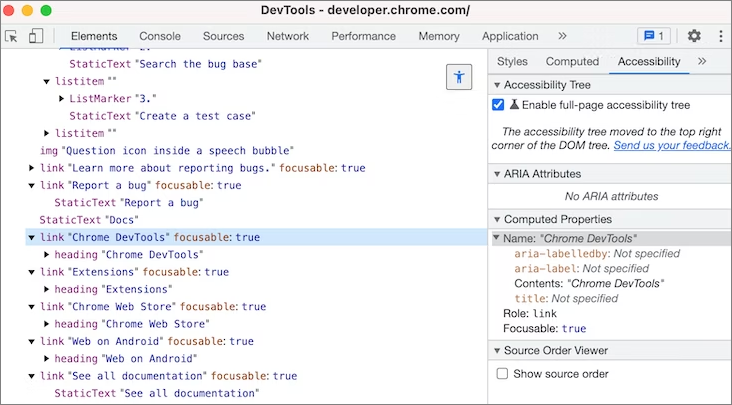 DevTools - developer.chrome.com/
Elements Console Sources Network Performance Memory Application » 1
StaticText "Search the bug base"
listitem ""
ListMarker "3."
StaticText "Create a test case"
listitem ""
img "Question icon inside a speech bubble"
link "Learn more about reporting bugs." focusable: true
link "Report a bug" focusable: true
StaticText "Report a bug"
StaticText "Docs"
link "Chrome DevTools" focusable: true
heading "Chrome DevTools"
link "Extensions" focusable: true
heading "Extensions"
link "Chrome Web Store" focusable: true
heading "Chrome Web Store"
link "Web on Android" focusable: true
heading "Web on Android"
link "See all documentation" focusable: true
StaticText "See all documentation"
Styles Computed Accessibility »
Accessibility Tree
Enable full-page accessibility tree
The accessibility tree moved to the top right
corner of the DOM tree. Send us your feedback.
ARIA Attributes
No ARIA attributes
Computed Properties
Name: "Chrome DevTools"
aria-labelledby: Not specified
aria-label: Not specified
Contents: "Chrome DevTools"
title: Not specified
Role: link
Focusable: true
Source Order Viewer
Show source order